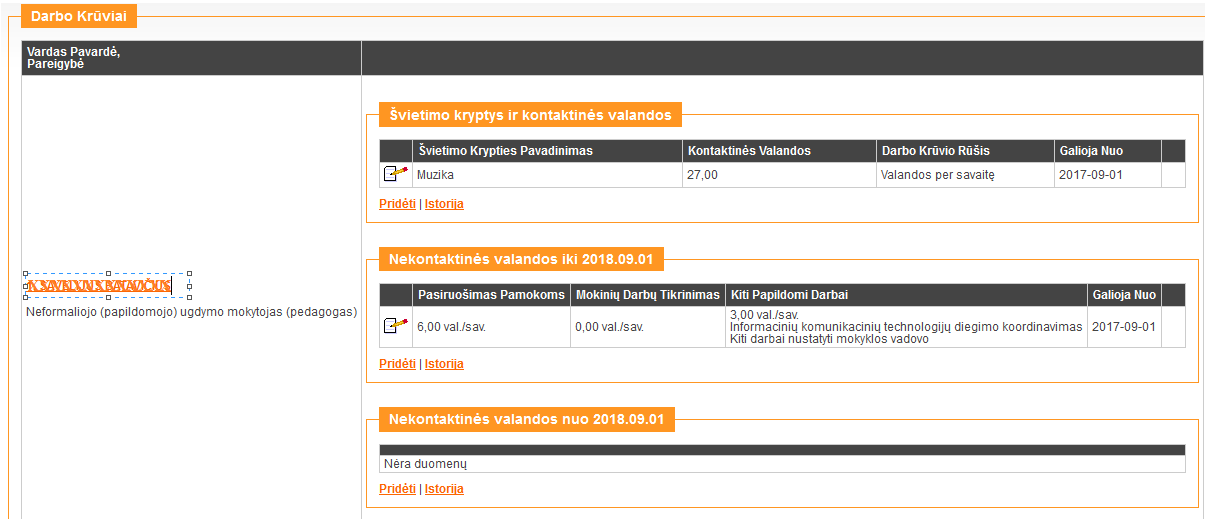 Darbo Krūviai
Vardas Pavardė,
Pareigybė
Neformaliojo (papildomojo) ugdymo mokytojas (pedagogas)
Švietimo kryptys ir kontaktinės valandos
Švietimo Krypties Pavadinimas Kontaktinės Valandos Darbo Krūvio Rūšis Galioja Nuo
Muzika 27,00 Valandos per savaitę 2017-09-01
Pridėti | Istorija
Nekontaktinės valandos iki 2018.09.01
Pasiruošimas Pamokoms Mokinių Darbų Tikrinimas Kiti Papildomi Darbai Galioja Nuo
6,00 val./sav. 0,00 val./sav. 3,00 val./sav. 2017-09-01
Informacinių komunikacinių technologijų diegimo koordinavimas
Kiti darbai nustatyti mokyklos vadovo
Pridėti | Istorija
Nekontaktinės valandos nuo 2018.09.01
Nėra duomenų
Pridėti | Istorija